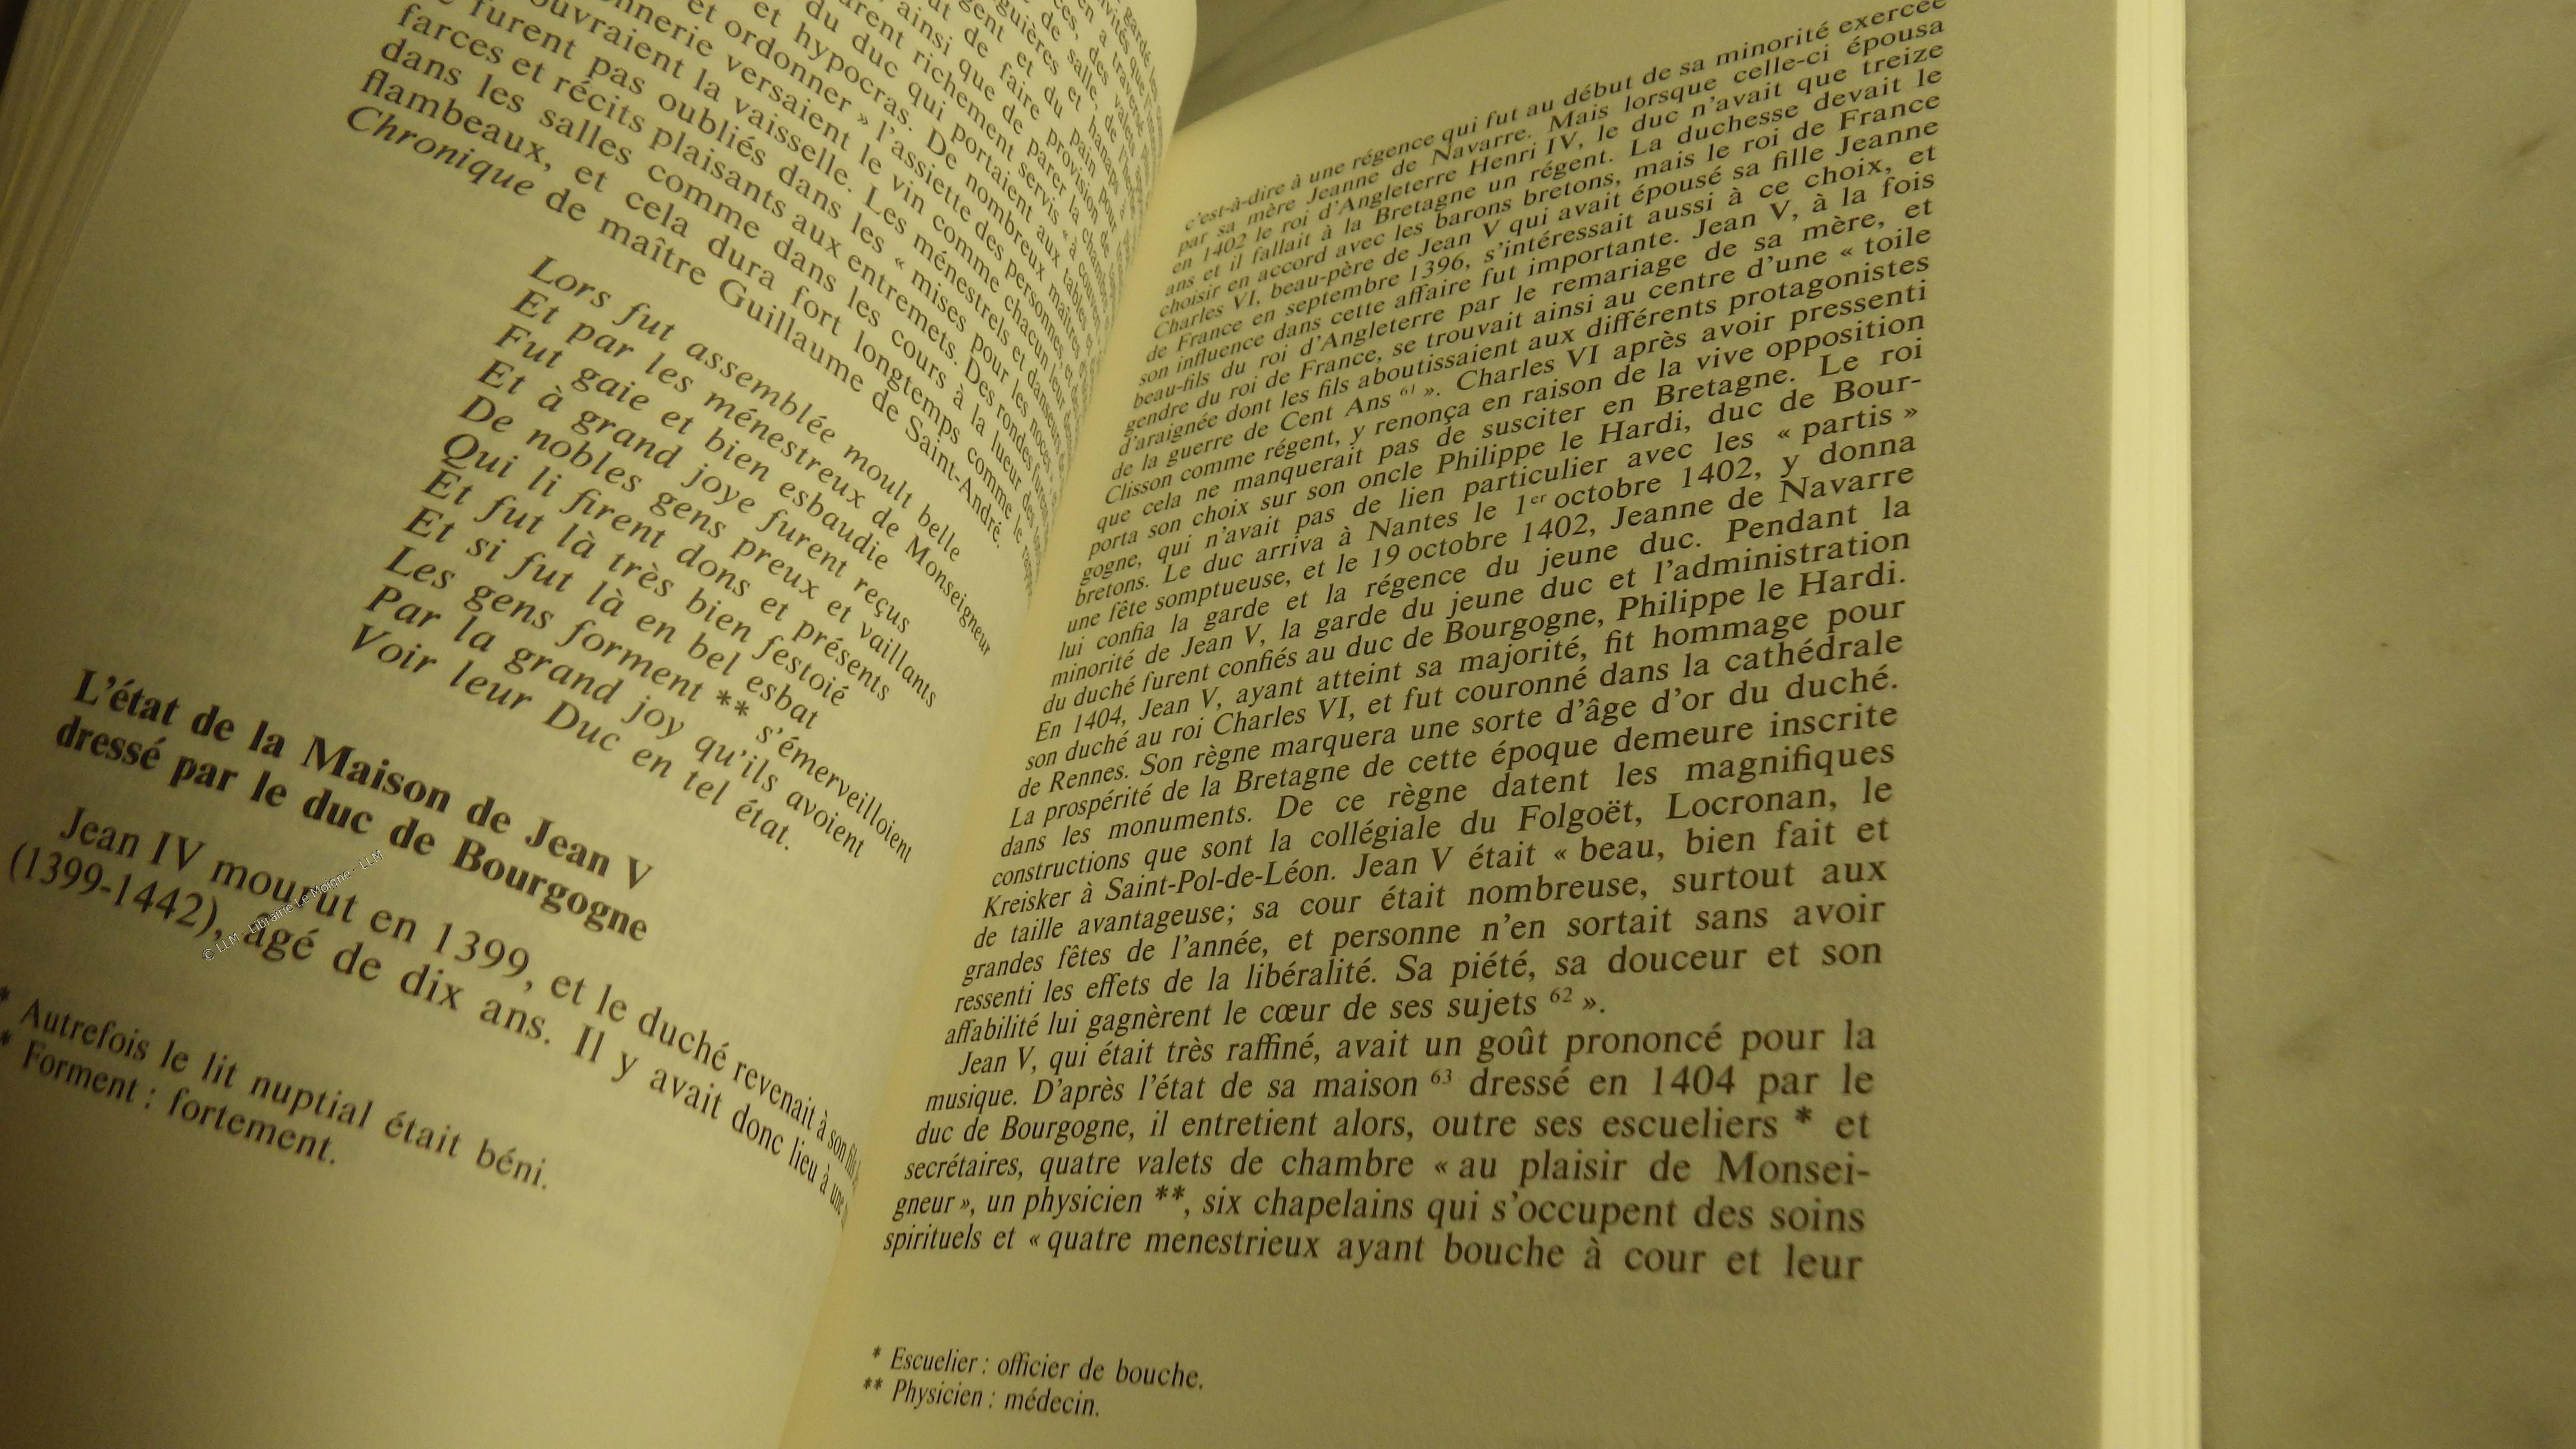 furent pas oubliés dans les « mises pour les noces
farces et récits plaisants aux entremets. Des rondes furent
dans les salles comme dans les cours à la lueur des
flambeaux, et cela dura fort longtemps comme le
Chronique de maître Guillaume de Saint-André.
Lors fut assemblée moult belle
Et par les ménestreux de Monseigneur
Fut gaie et bien esbaudie
Et à grand joye furent reçus
De nobles gens preux et vaillants
Qui li firent dons et présents
Et fut là très bien festoié
Et si fut là en bel esbat
Les gens forment ** s'émerveilloient
Par la grand joy qu'ils avoient
Voir leur Duc en tel état.
L'état de la Maison de Jean V
dressé par le duc de Bourgogne
Jean IV mourut en 1399, et le duché revenait à son fils
(1399-1442), âgé de dix ans. Il y avait donc lieu à une
* Autrefois le lit nuptial était béni.
* Forment : fortement.
© LLM - Librairie Le Moigne - LLM
c'est-à-dire à une régence qui fut au début de sa minorité exercée
par sa mère Jeanne de Navarre. Mais lorsque celle-ci épousa
en 1402 le roi d'Angleterre Henri IV, le duc n'avait que treize
ans et il fallait à la Bretagne un régent. La duchesse devait le
choisir en accord avec les barons bretons, mais le roi de France
Charles VI, beau-père de Jean V qui avait épousé sa fille Jeanne
de France en septembre 1396, s'intéressait aussi à ce choix, et
son influence dans cette affaire fut importante. Jean V, à la fois
beau-fils du roi d'Angleterre par le remariage de sa mère, et
gendre du roi de France, se trouvait ainsi au centre d'une « toile
d'araignée dont les fils aboutissaient aux différents protagonistes
de la guerre de Cent Ans 61 ». Charles VI après avoir pressenti
Clisson comme régent, y renonça en raison de la vive opposition
que cela ne manquerait pas de susciter en Bretagne. Le roi
porta son choix sur son oncle Philippe le Hardi, duc de Bour-
gogne, qui n'avait pas de lien particulier avec les « partis »
bretons. Le duc arriva à Nantes le 1er octobre 1402, y donna
une fête somptueuse, et le 19 octobre 1402, Jeanne de Navarre
lui confia la garde et la régence du jeune duc. Pendant la
minorité de Jean V, la garde du jeune duc et l'administration
du duché furent confiés au duc de Bourgogne, Philippe le Hardi.
En 1404, Jean V, ayant atteint sa majorité, fit hommage pour
son duché au roi Charles VI, et fut couronné dans la cathédrale
de Rennes. Son règne marquera une sorte d'âge d'or du duché.
La prospérité de la Bretagne de cette époque demeure inscrite
dans les monuments. De ce règne datent les magnifiques
constructions que sont la collégiale du Folgoët, Locronan, le
Kreisker à Saint-Pol-de-Léon. Jean V était « beau, bien fait et
de taille avantageuse; sa cour était nombreuse, surtout aux
grandes fêtes de l'année, et personne n'en sortait sans avoir
ressenti les effets de la libéralité. Sa piété, sa douceur et son
affabilité lui gagnèrent le cœur de ses sujets 62 ».
Jean V, qui était très raffiné, avait un goût prononcé pour la
musique. D'après l'état de sa maison 63 dressé en 1404 par le
duc de Bourgogne, il entretient alors, outre ses escueliers * et
secrétaires, quatre valets de chambre « au plaisir de Monsei-
gneur », un physicien **, six chapelains qui s'occupent des soins
spirituels et « quatre menestrieux ayant bouche à cour et leur
* Escuelier : officier de bouche.
** Physicien : médecin.